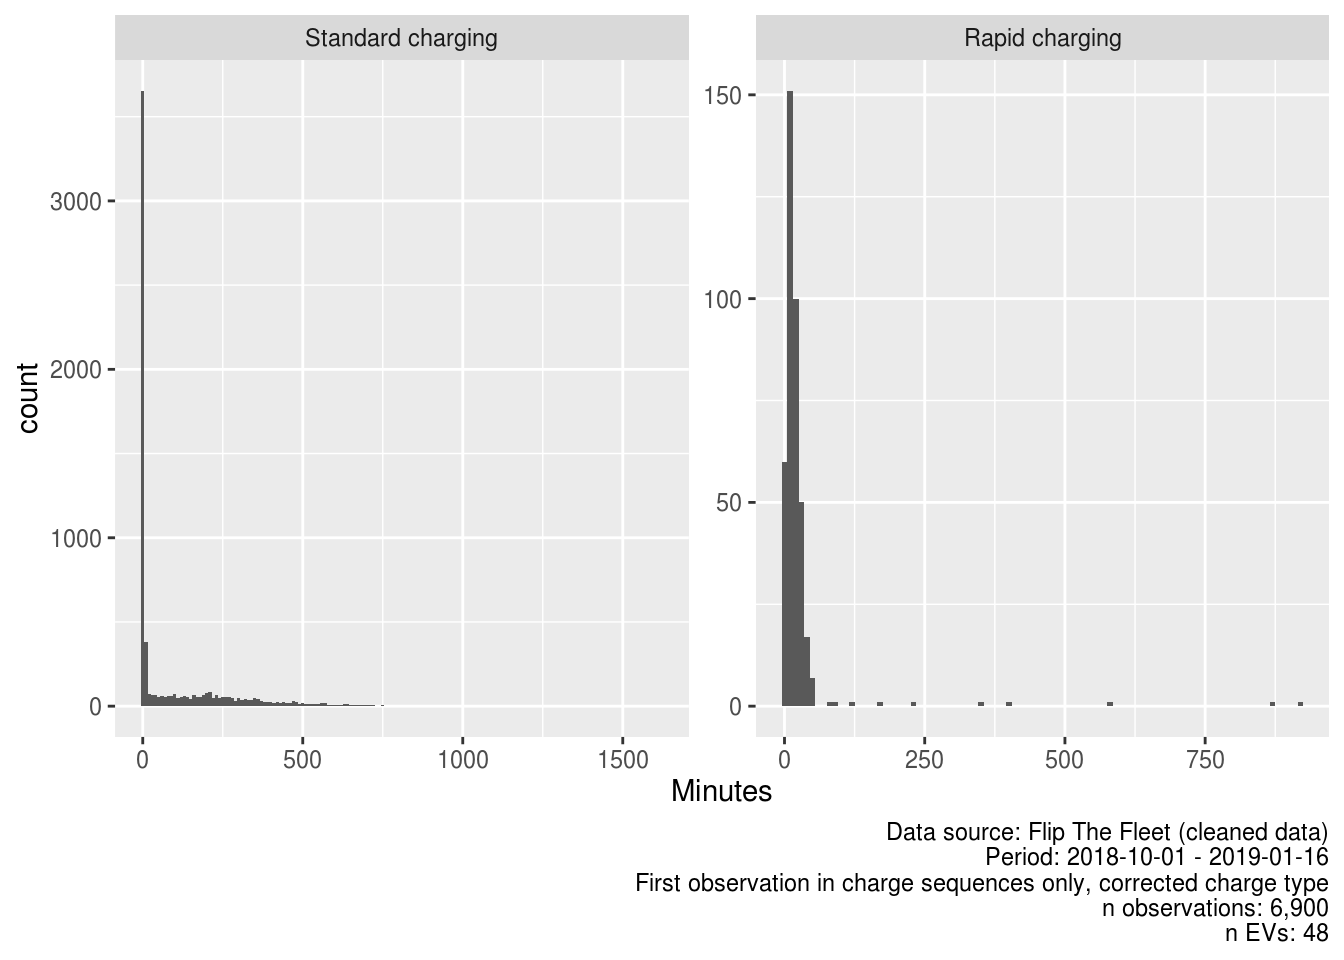 Standard charging
Rapid charging
count
3000
2000
1000
0
150
100
50
0
0
500
1000
1500
0
250
500
750
Minutes
Data source: Flip The Fleet (cleaned data)
Period: 2018-10-01 - 2019-01-16
First observation in charge sequences only, corrected charge type
n observations: 6,900
n EVs: 48